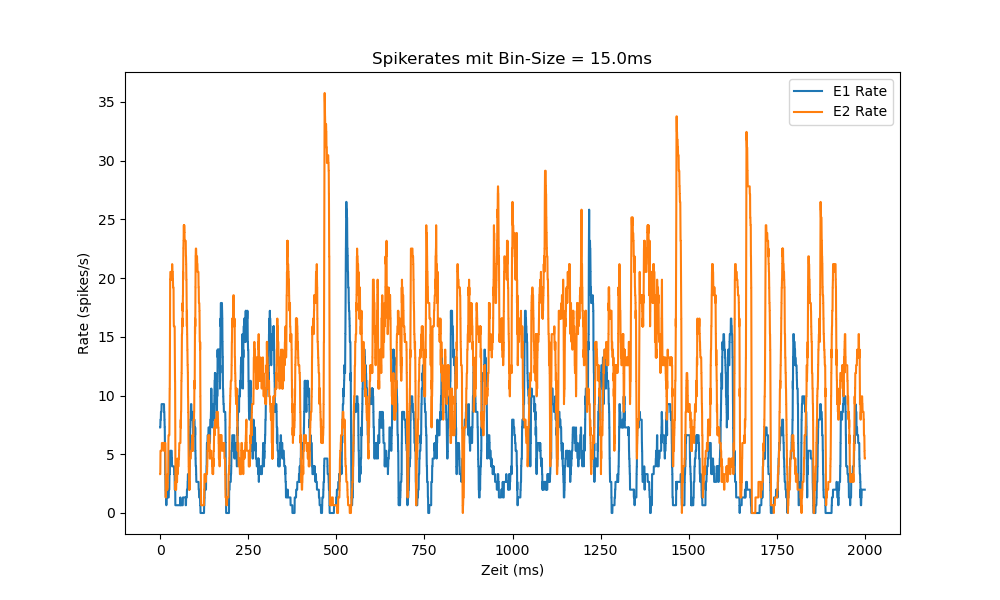 Spikerates mit Bin-Size = 15.0ms
E1 Rate
E2 Rate
Rate (spikes/s)
35
30
25
20
15
10
5
0
0 250 500 750 1000 1250 1500 1750 2000
Zeit (ms)